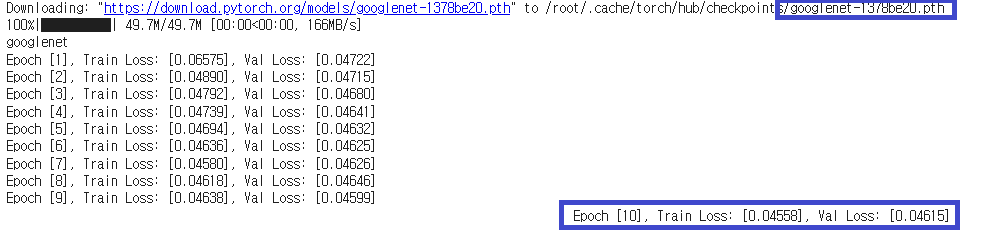 Downloading: "https://download.pytorch.org/models/googlenet-1378be20.pth" to /root/.cache/torch/hub/checkpoints/googlenet-1378be20.pth
100%|██████████| 49.7M/49.7M [00:00<00:00, 166MB/s]
googlenet
Epoch [1], Train Loss: [0.06575], Val Loss: [0.04722]
Epoch [2], Train Loss: [0.04890], Val Loss: [0.04715]
Epoch [3], Train Loss: [0.04792], Val Loss: [0.04680]
Epoch [4], Train Loss: [0.04739], Val Loss: [0.04641]
Epoch [5], Train Loss: [0.04694], Val Loss: [0.04632]
Epoch [6], Train Loss: [0.04636], Val Loss: [0.04625]
Epoch [7], Train Loss: [0.04580], Val Loss: [0.04626]
Epoch [8], Train Loss: [0.04618], Val Loss: [0.04646]
Epoch [9], Train Loss: [0.04638], Val Loss: [0.04599]
Epoch [10], Train Loss: [0.04558], Val Loss: [0.04615]